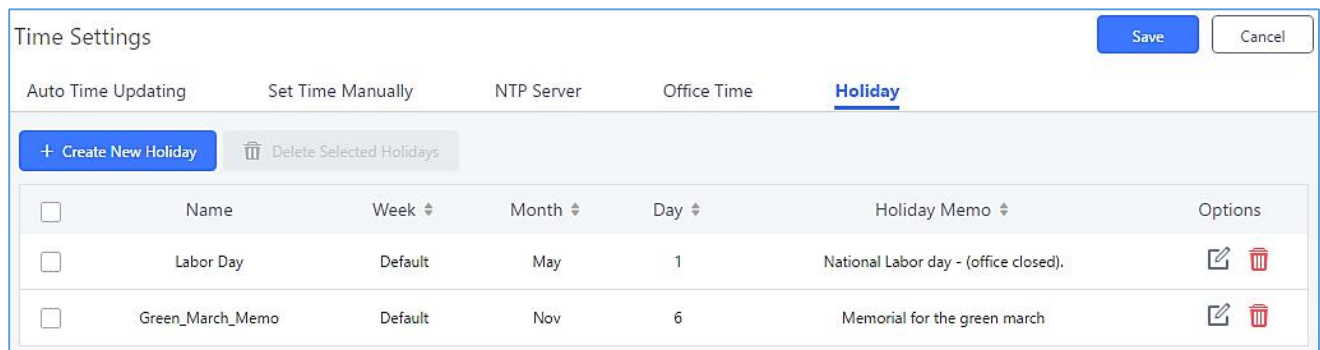 Time Settings Save Cancel
Auto Time Updating Set Time Manually NTP Server Office Time Holiday
+ Create New Holiday Delete Selected Holidays
Name Week Month Day Holiday Memo Options
Labor Day Default May 1 National Labor day - (office closed).
Green_March_Memo Default Nov 6 Memorial for the green march